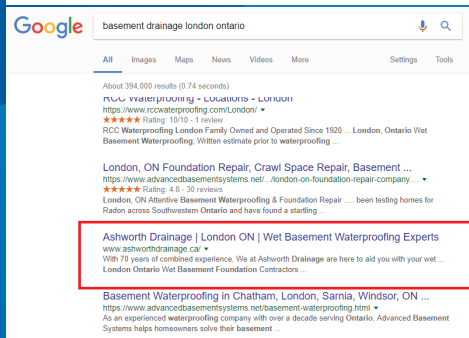 Google
basement drainage london ontario
All Images Maps News Videos More Settings Tools
About 394,000 results (0.74 seconds)
RCC Waterproofing - Locations - London
https://www.rccwaterproofing.com/London/
Rating: 10/10 - 1 review
RCC Waterproofing London Family Owned and Operated Since 1920 ... London, Ontario Wet
Basement Waterproofing; Written estimate prior to waterproofing ...
London, ON Foundation Repair, Crawl Space Repair, Basement ...
https://www.advancedbasementsystems.net/.../london-on-foundation-repair-company....
Rating: 4.8 - 30 reviews
London, ON Attentive Basement Waterproofing & Foundation Repair ..... been testing homes for
Radon across Southwestern Ontario and have found a startling ...
Ashworth Drainage | London ON | Wet Basement Waterproofing Experts
www.ashworthdrainage.ca/
With 70 years of combined experience, We at Ashworth Drainage are here to aid you with your wet ...
London Ontario Wet Basement Foundation Contractors ...
Basement Waterproofing in Chatham, London, Sarnia, Windsor, ON ...
https://www.advancedbasementsystems.net/basement-waterproofing.html
As an experienced waterproofing company with over a decade serving Ontario, Advanced Basement
Systems helps homeowners solve their basement ...